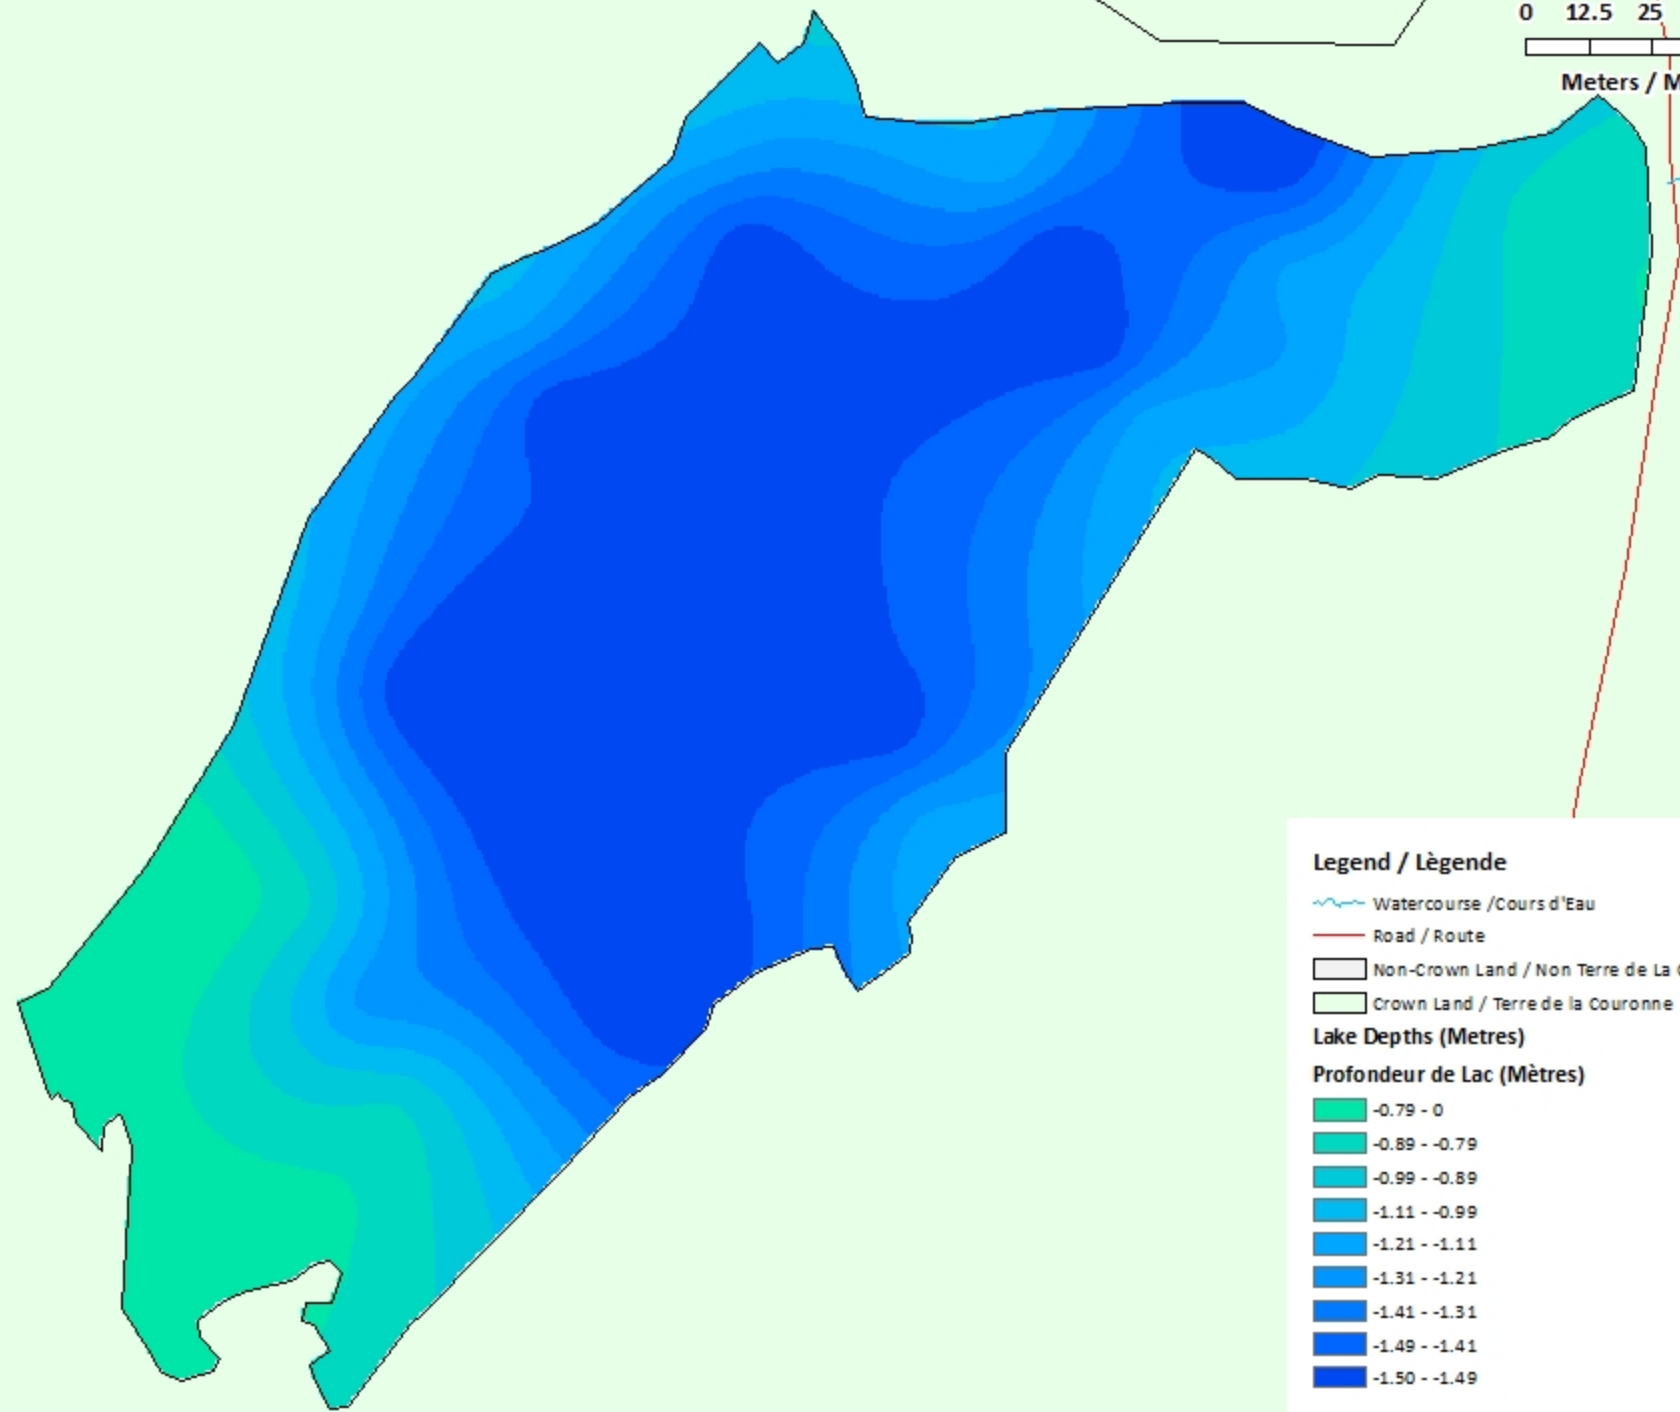 0 12.5 25
Meters / M
Legend / Lègende
Watercourse /Cours d'Eau
Road / Route
Non-Crown Land / Non Terre de La
Crown Land / Terre de la Couronne
Lake Depths (Metres)
Profondeur de Lac (Mètres)
-0.79 - 0
-0.89 - -0.79
-0.99 - -0.89
-1.11 - -0.99
-1.21 - -1.11
-1.31 - -1.21
-1.41 - -1.31
-1.49 - -1.41
-1.50 - -1.49